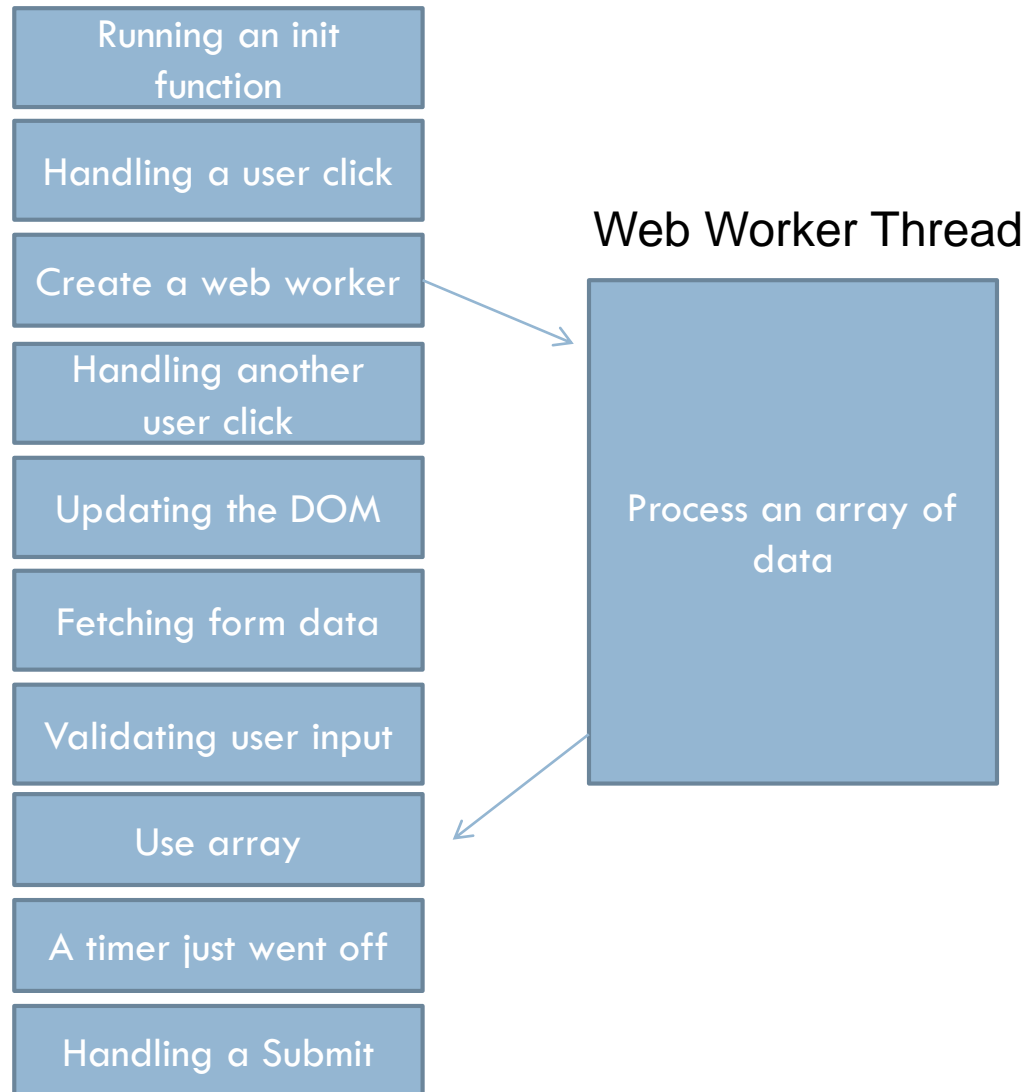 Running an init
function
Handling a user click
Create a web worker
Handling another
user click
Updating the DOM
Fetching form data
Validating user input
Use array
A timer just went off
Handling a Submit
Web Worker Thread
Process an array of
data